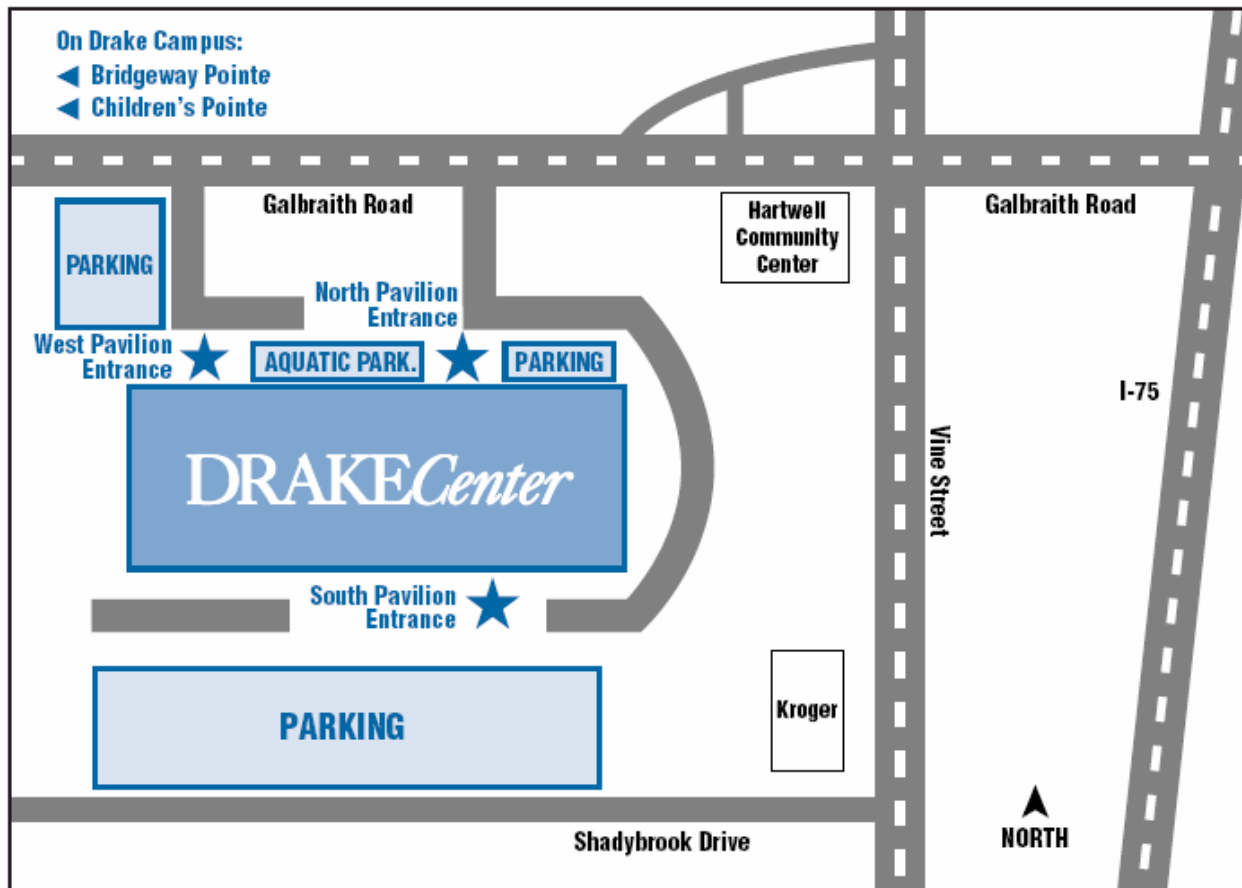 On Drake Campus:
◀ Bridgeway Pointe
◀ Children's Pointe
Galbraith Road
Hartwell
Community
Center
Galbraith Road
PARKING
North Pavilion
Entrance
West Pavilion
Entrance
AQUATIC PARK.
PARKING
I-75
DRAKECenter
Vine Street
South Pavilion
Entrance
Kroger
PARKING
NORTH
Shadybrook Drive